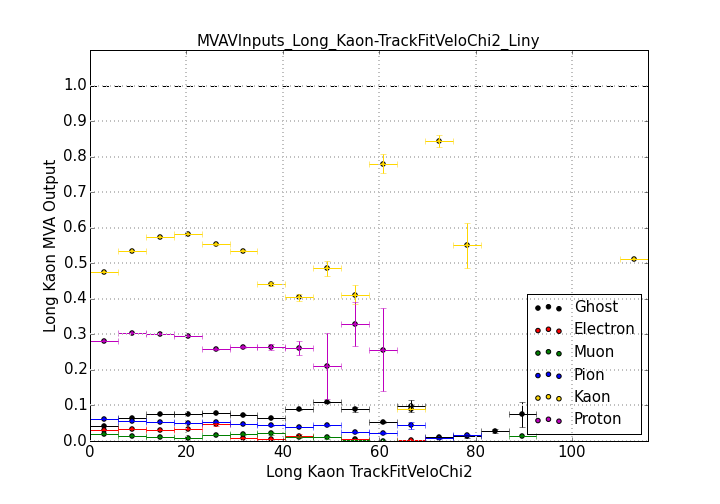 MVAVInputs_Long_Kaon-TrackFitVeloChi2_Liny
Long Kaon MVA Output
1.0
0.9
0.8
0.7
0.6
0.5
0.4
0.3
0.2
0.1
0.0
Ghost
Electron
Muon
Pion
Kaon
Proton
0 20 40 60 80 100
Long Kaon TrackFitVeloChi2